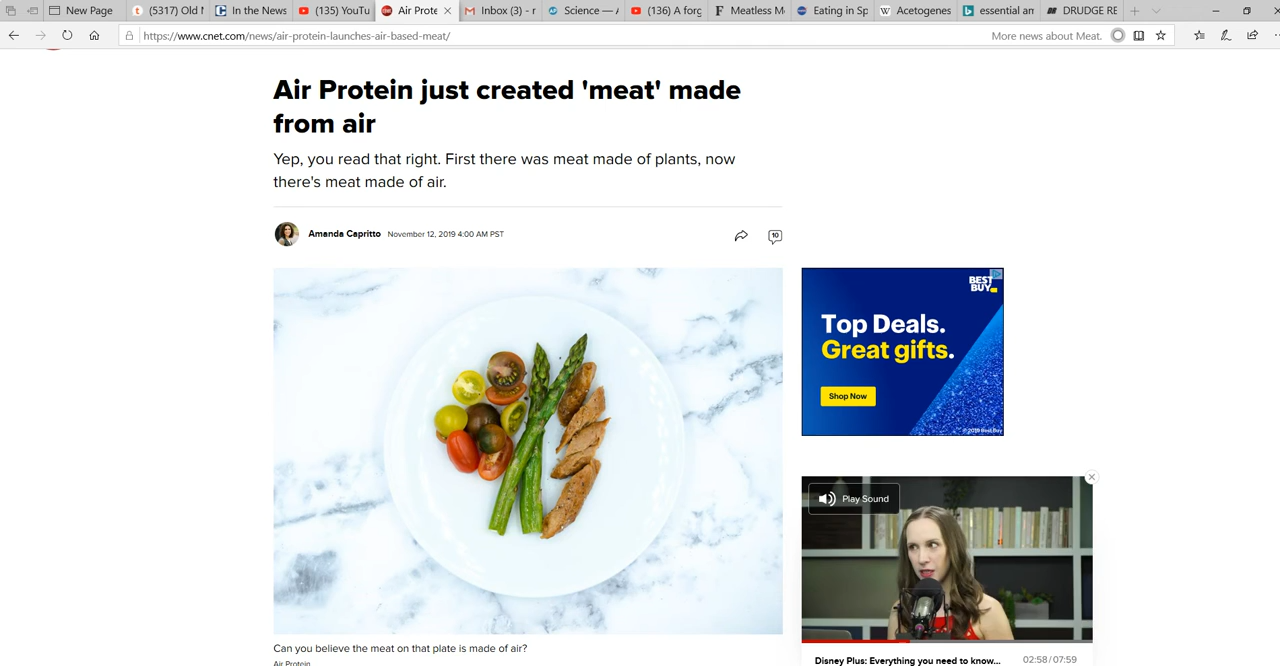 New Page
(5317) Old M
In the News
(135) YouTu
Air Prote
Inbox (3) - r
Science — A
(136) A forg
Meatless M
Eating in Sp
Acetogenes
essential am
DRUDGE RE
https://www.cnet.com/news/air-protein-launches-air-based-meat/
More news about Meat.
Air Protein just created 'meat' made
from air
Yep, you read that right. First there was meat made of plants, now
there's meat made of air.
Amanda Capritto November 12, 2019 4:00 AM PST
10
BEST
BUY
Top Deals.
Great gifts.
Shop Now
© 2019 Best Buy
Play Sound
Can you believe the meat on that plate is made of air?
Air Protein
Disney Plus: Everything you need to know...
02:58 / 07:59